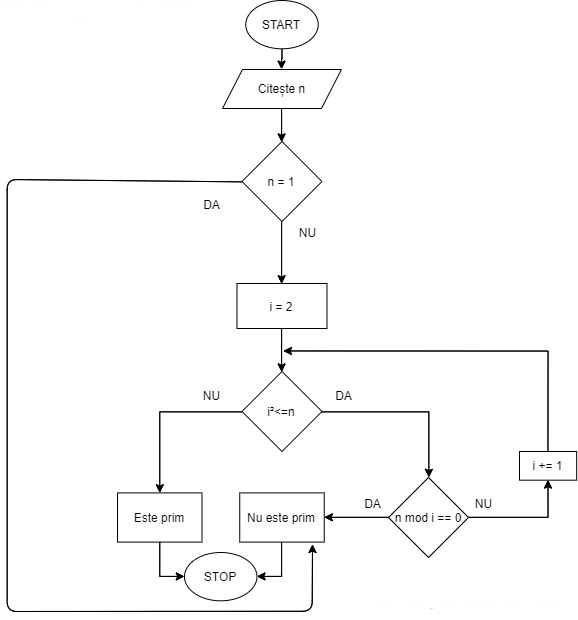 START
Citește n
n = 1
DA
NU
i = 2
NU
DA
i²<=n
i += 1
DA
NU
Este prim
Nu este prim
n mod i == 0
STOP